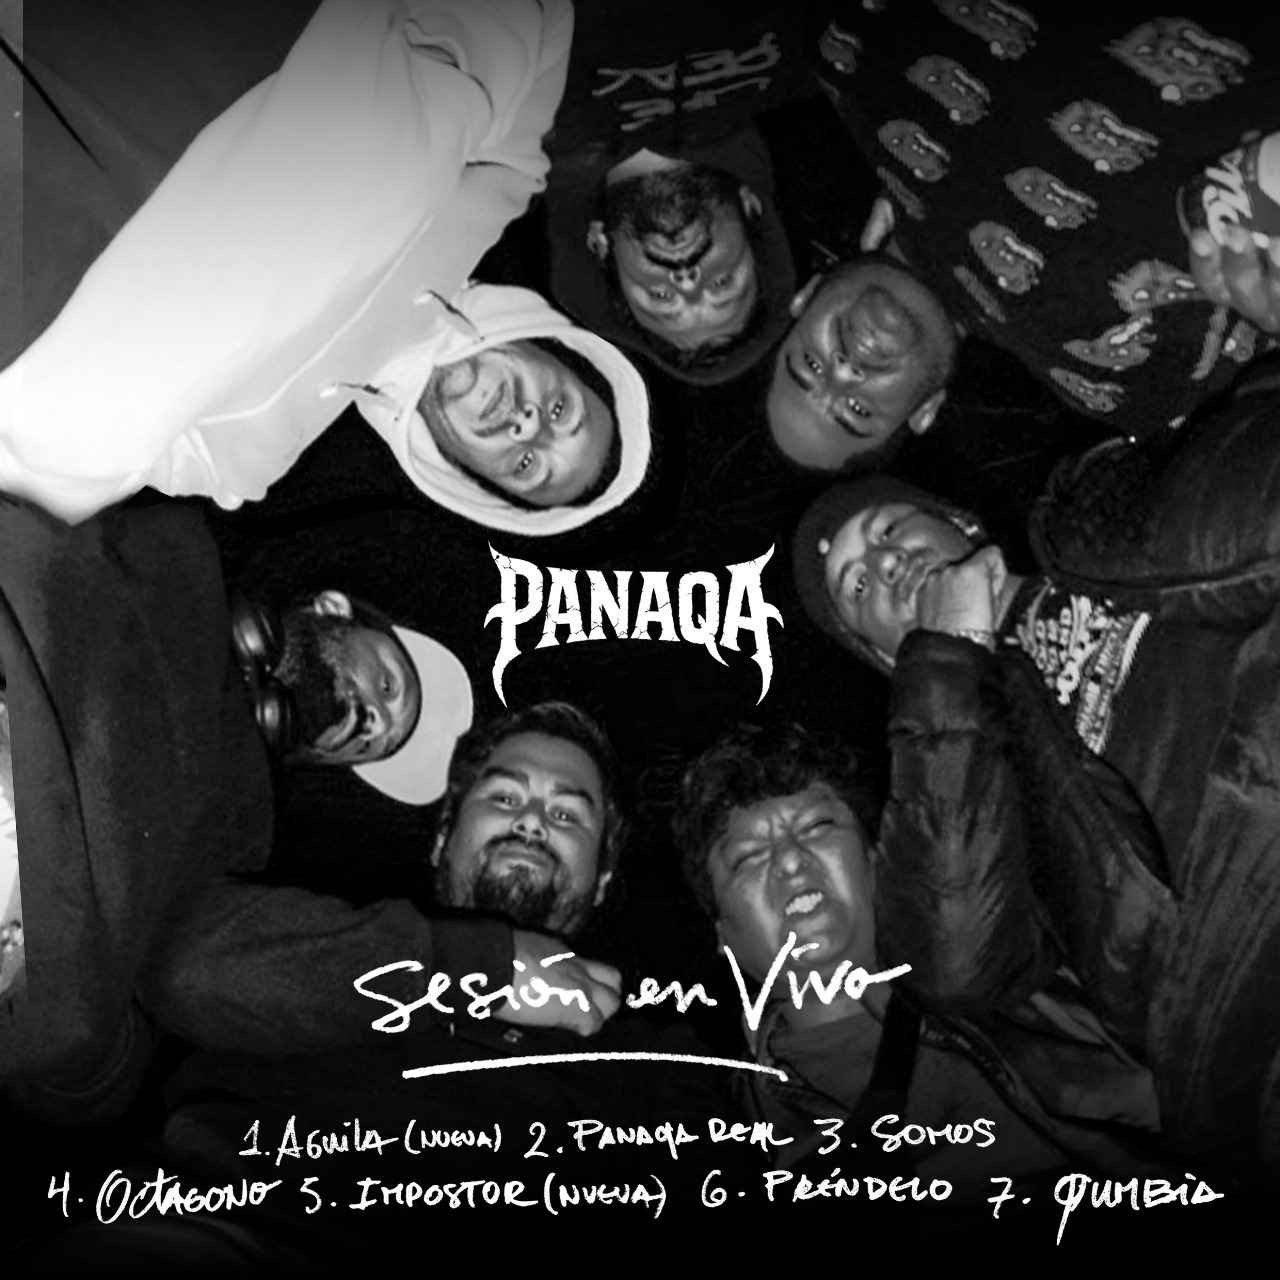 PANAQA
Sesión en Vivo
1. Aguila (nueva) 2. Panaqa Real 3. Somos
4. Octagono 5. Impostor (nueva) 6. Préndelo 7. Qumbia